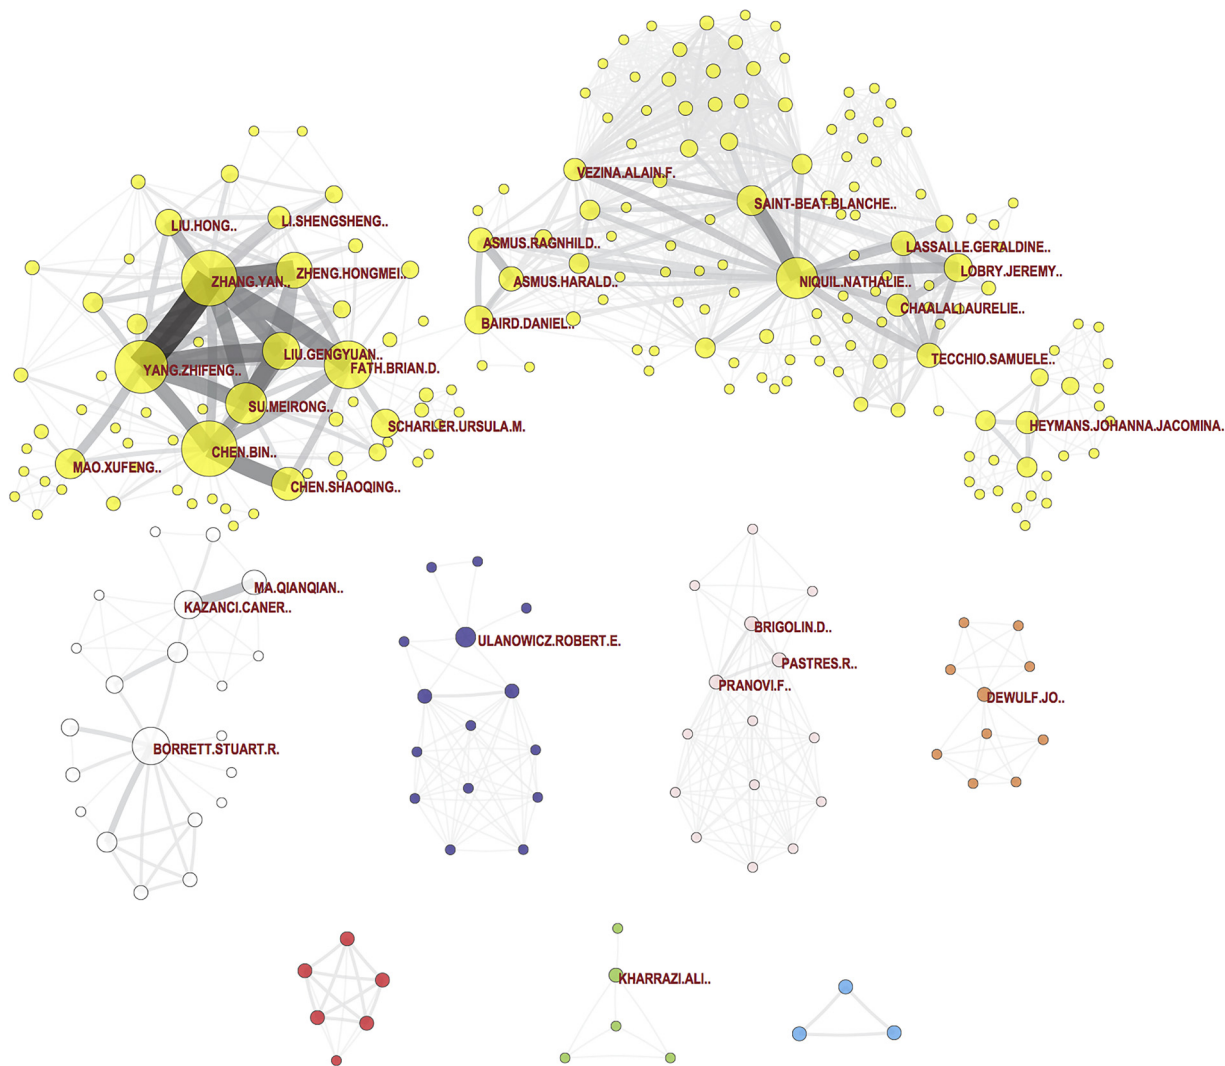 VEZINA.ALAIN.F.
SAINT-BEAT.BLANCHE..
LIU.HONG..
LI.SHENGSHENG..
ASMUS.RAGNHILD..
LASSALLE.GERALDINE..
ZHANG.YAN..
ZHENG.HONGMEI..
ASMUS.HARALD..
NIQUIL.NATHALIE..
LOBRY.JEREMY..
CHAALALI.AURELIE..
BAIRD.DANIEL..
YANG.ZHIFENG..
LIU.GENGYUAN..
FATH.BRIAN.D.
TECCHIO.SAMUELE..
SU.MEIRONG..
SCHARLER.URSULA.M.
HEYMANS.JOHANNA.JACOMINA.
CHEN.BIN..
MAO.XUFENG..
CHEN.SHAOQING..
MA.QIANQIAN..
KAZANCI.CANER..
ULANOWICZ.ROBERT.E.
BRIGOLIN.D..
PASTRES.R..
PRANOVI.F..
DEWULF.JO..
BORRETT.STUART.R.
KHARRAZI.ALI..